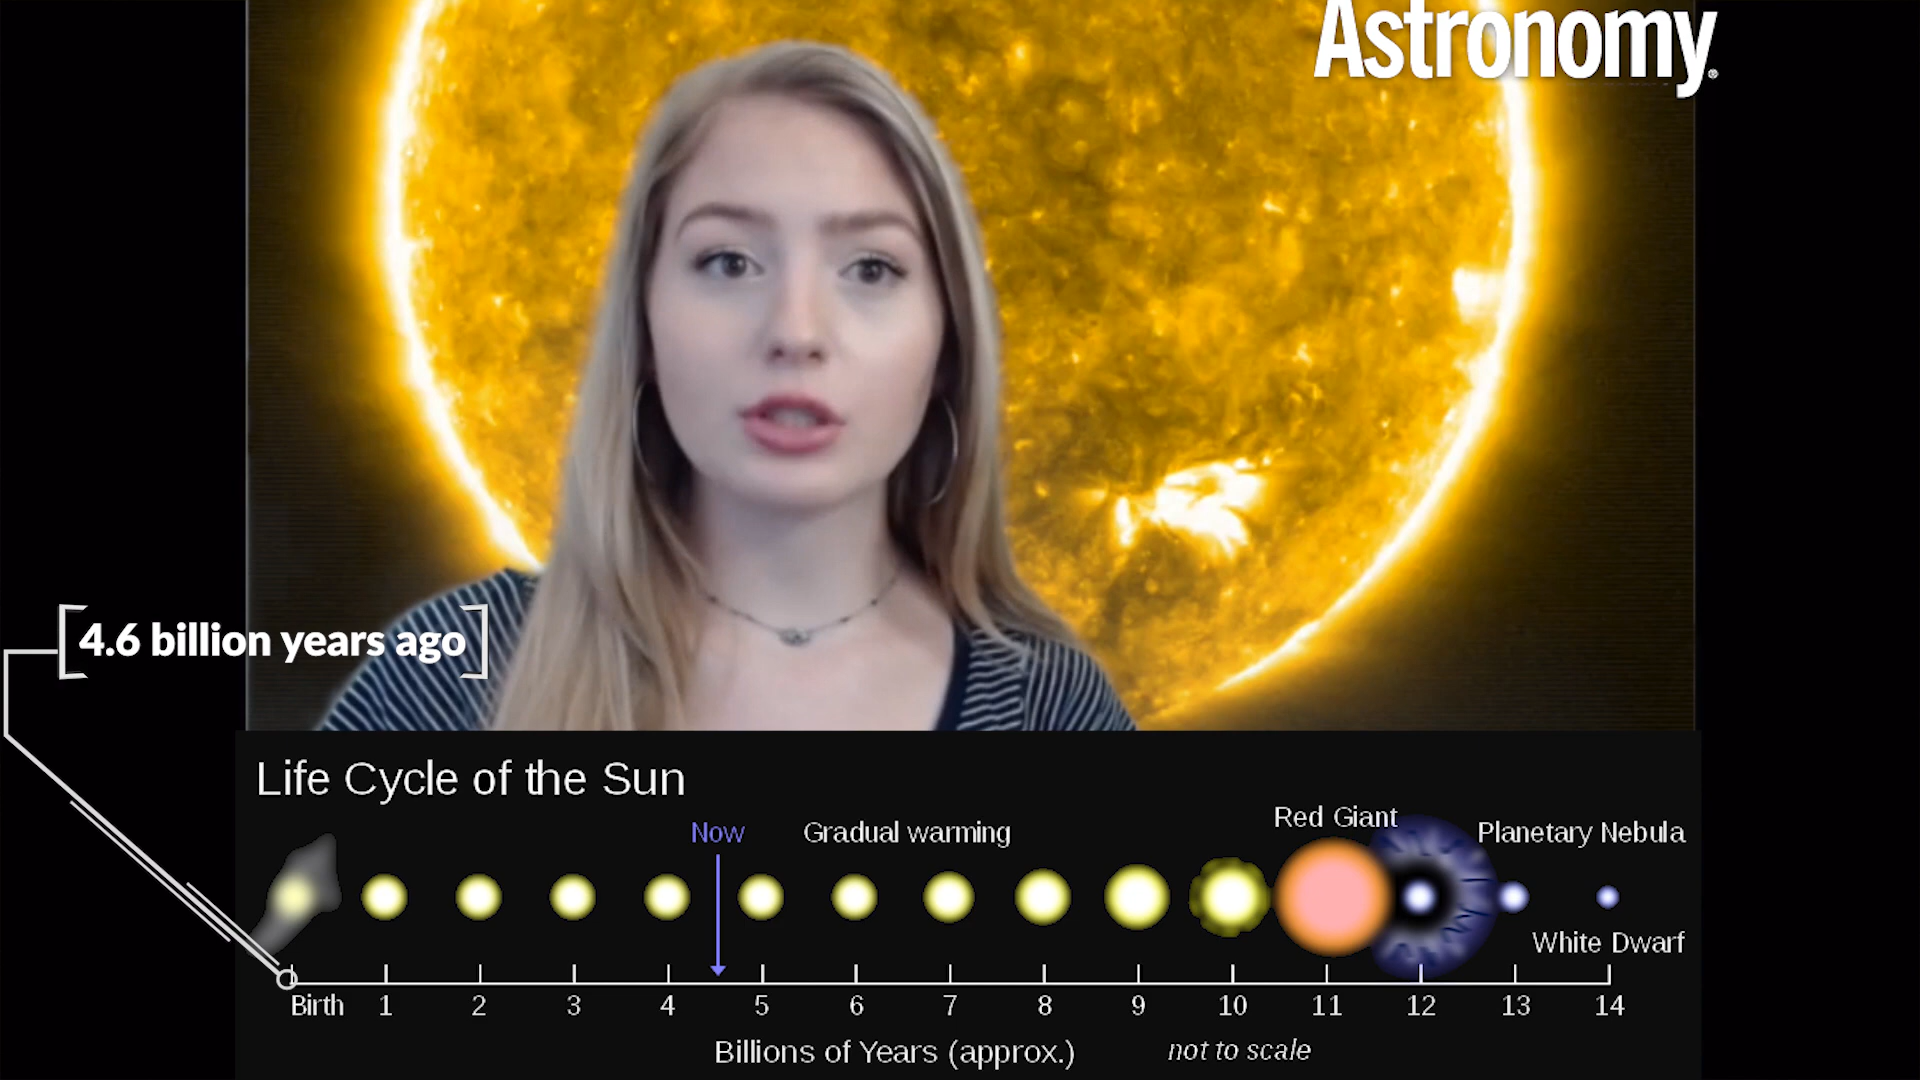 Astronomy®
[4.6 billion years ago]
Life Cycle of the Sun
Now
Gradual warming
Red Giant
Planetary Nebula
White Dwarf
Birth 1 2 3 4 5 6 7 8 9 10 11 12 13 14
Billions of Years (approx.)
not to scale